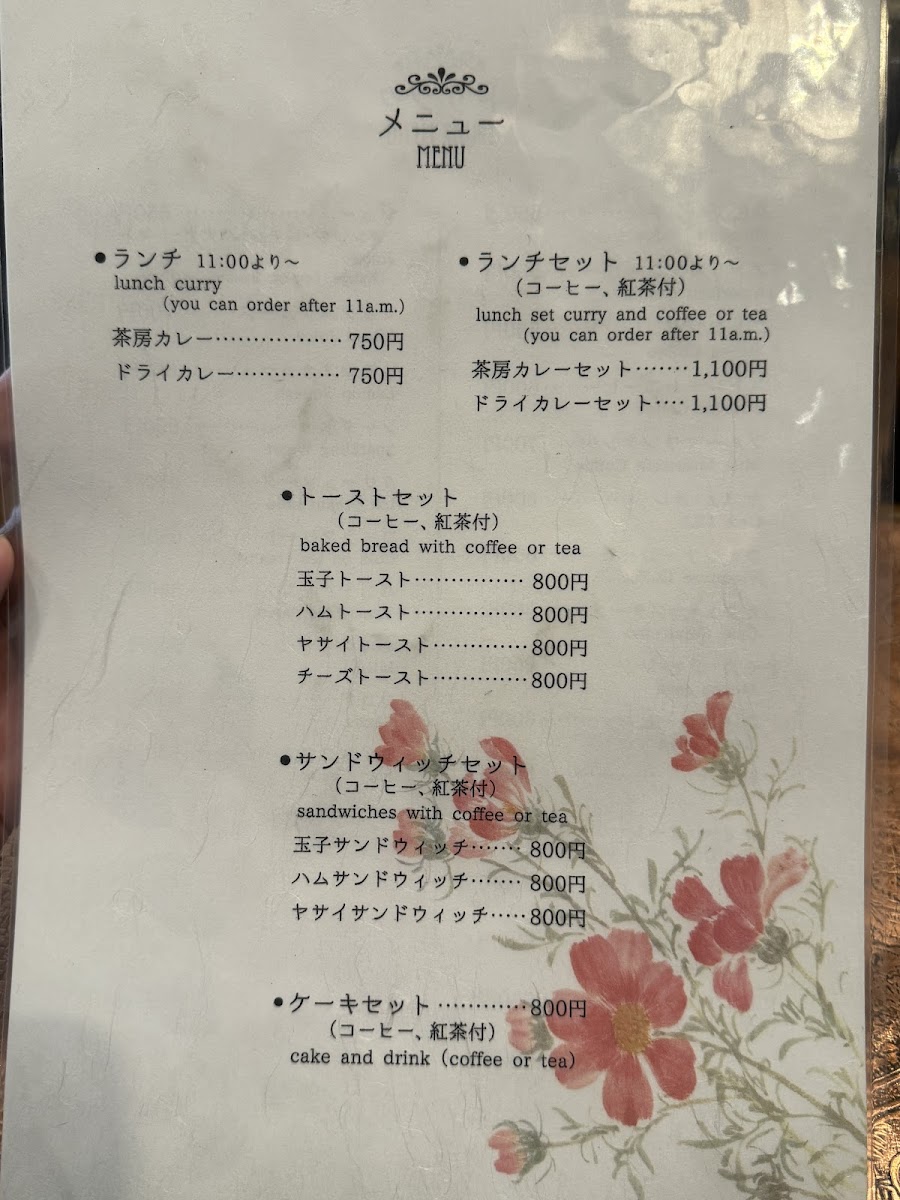 メニュー
MENU
●ランチ 11:00より～
lunch curry
(you can order after 11a.m.)
茶房カレー・・・・・・・・・・・・・・・・・ 750円
ドライカレー・・・・・・・・・・・・・・ 750円
●ランチセット 11:00より～
（コーヒー、紅茶付）
lunch set curry and coffee or tea
(you can order after 11a.m.)
茶房カレーセット・・・・・・・1,100円
ドライカレーセット・・・・ 1,100円
●トーストセット
（コーヒー、紅茶付）
baked bread with coffee or tea
玉子トースト・・・・・・・・・・・・・・・ 800円
ハムトースト・・・・・・・・・・・・・・・ 800円
ヤサイトースト・・・・・・・・・・・・・800円
チーズトースト・・・・・・・・・・・・・800円
●サンドウィッチセット
（コーヒー、紅茶付）
sandwiches with coffee or tea
玉子サンドウィッチ・・・・・・・ 800円
ハムサンドウィッチ・・・・・・・ 800円
ヤサイサンドウィッチ・・・・・800円
●ケーキセット ・・・・・・・・・・・・800円
（コーヒー、紅茶付）
cake and drink (coffee or tea)